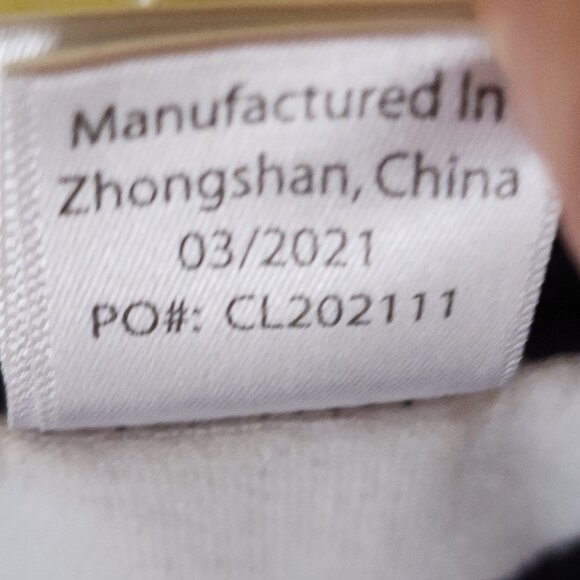 Manufactured In
Zhongshan, China
03/2021
PO#: CL202111